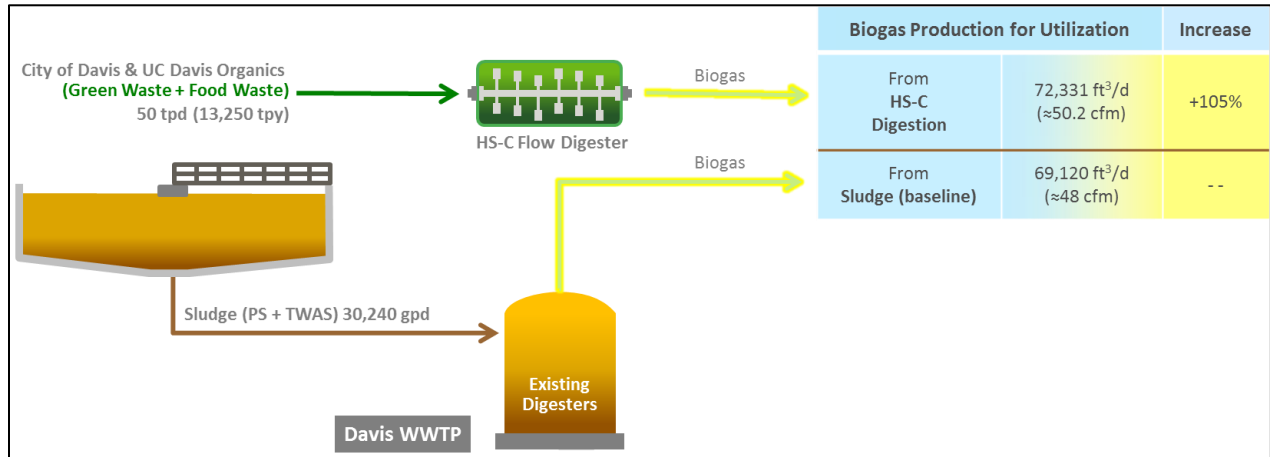 Biogas Production for Utilization
Increase
City of Davis & UC Davis Organics
(Green Waste + Food Waste)
50 tpd (13,250 tpy)
HS-C Flow Digester
Biogas
From
HS-C
Digestion
72,331 ft³/d
(≈50.2 cfm)
+105%
Biogas
From
Sludge (baseline)
69,120 ft³/d
(≈48 cfm)
--
Sludge (PS + TWAS) 30,240 gpd
Existing
Digesters
Davis WWTP